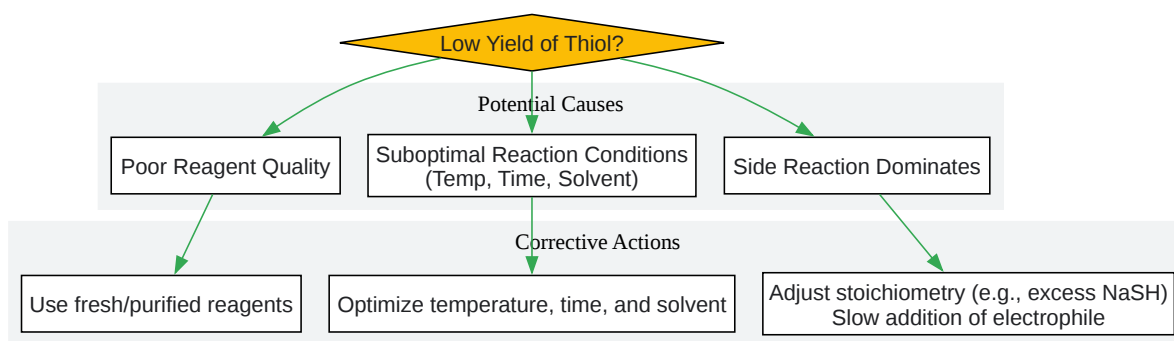 Low Yield of Thiol?
Potential Causes
Poor Reagent Quality
Suboptimal Reaction Conditions
(Temp, Time, Solvent)
Side Reaction Dominates
Corrective Actions
Use fresh/purified reagents
Optimize temperature, time, and solvent
Adjust stoichiometry (e.g., excess NaSH)
Slow addition of electrophile